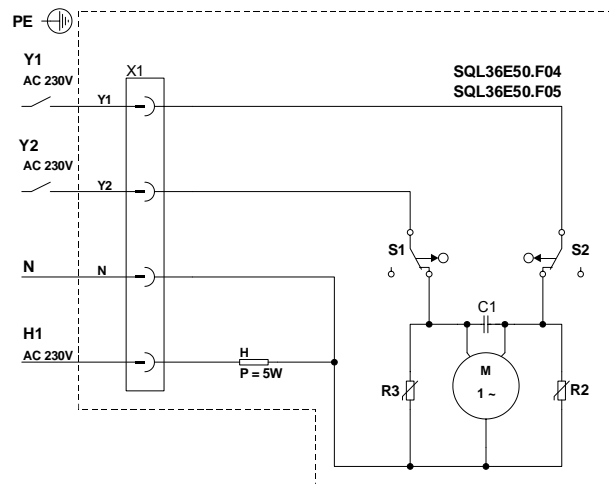 PE
Y1
X1
AC 230V
SQL36E50.F04
SQL36E50.F05
Y1
Y2
AC 230V
Y2
S1
S2
N
N
H1
C1
AC 230V
H
P = 5W
M
1 ~
R3
R2